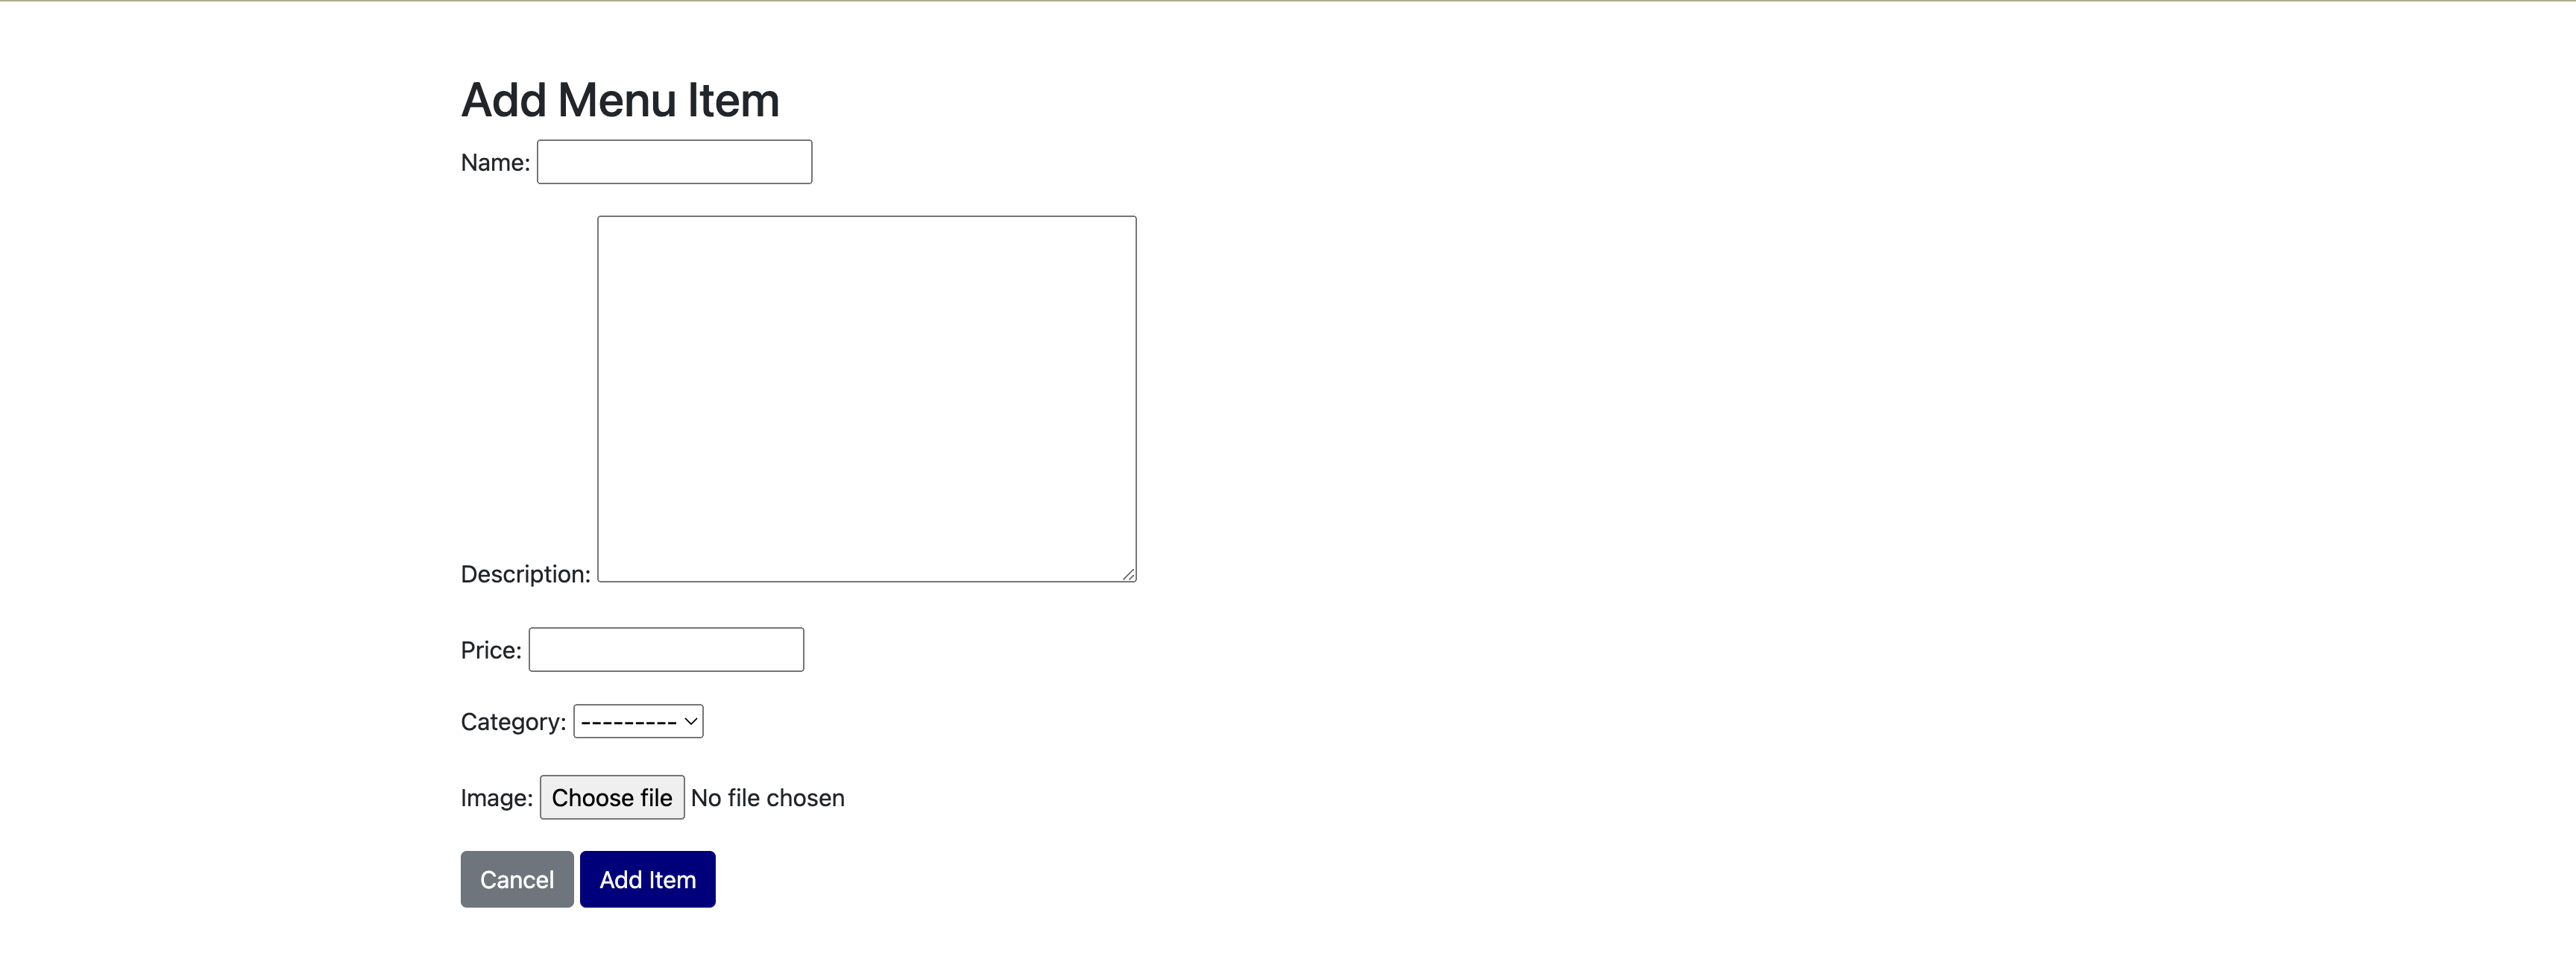 Add Menu Item
Name:
Description:
Price:
Category: ---------
Image: Choose file No file chosen
Cancel Add Item